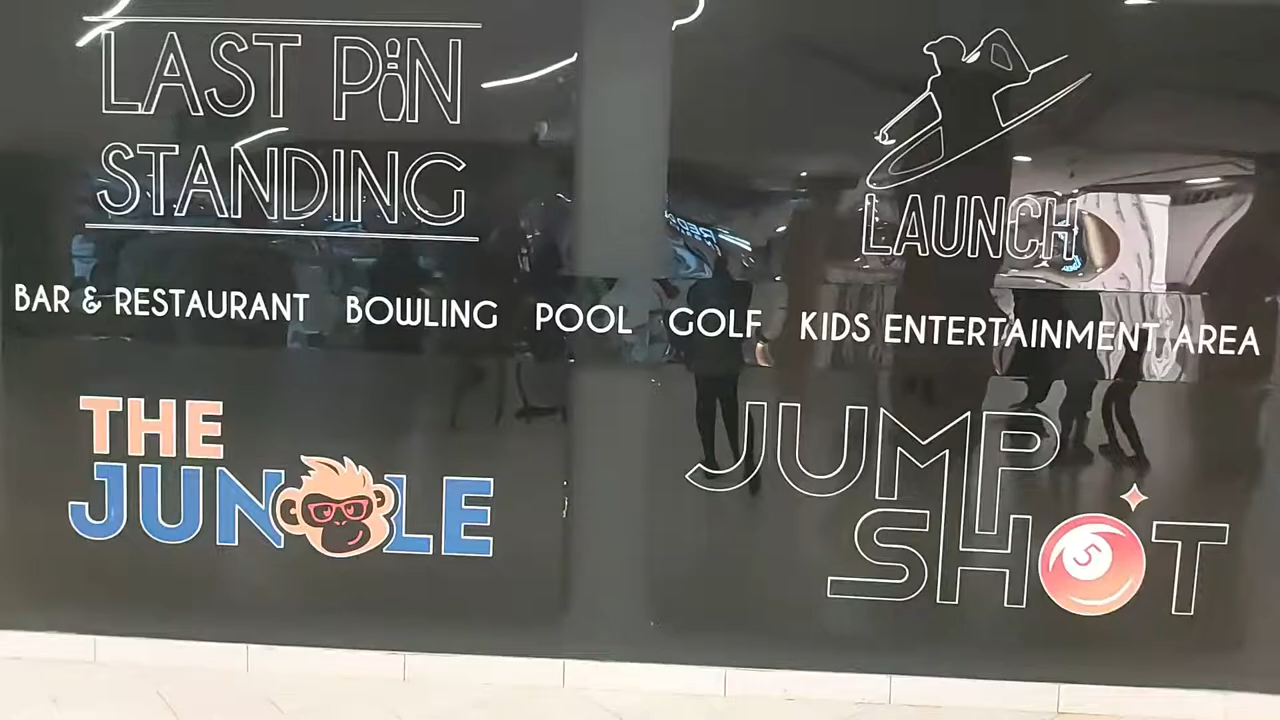 LAST PIN
STANDING
LAUNCH
BAR & RESTAURANT BOWLING POOL GOLF KIDS ENTERTAINMENT AREA
THE
JUNGLE
JUMP
SHOT
5